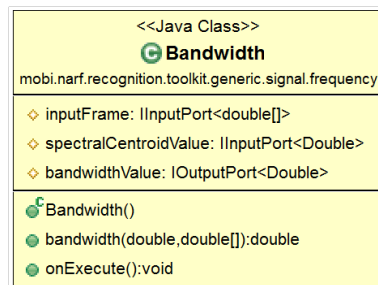 <<Java Class>>
C Bandwidth
mobi.narf.recognition.toolkit.generic.signal.frequency
inputFrame: IInputPort<double[]>
spectralCentroidValue: IInputPort<Double>
bandwidthValue: IOutputPort<Double>
C Bandwidth()
bandwidth(double,double[]):double
onExecute():void